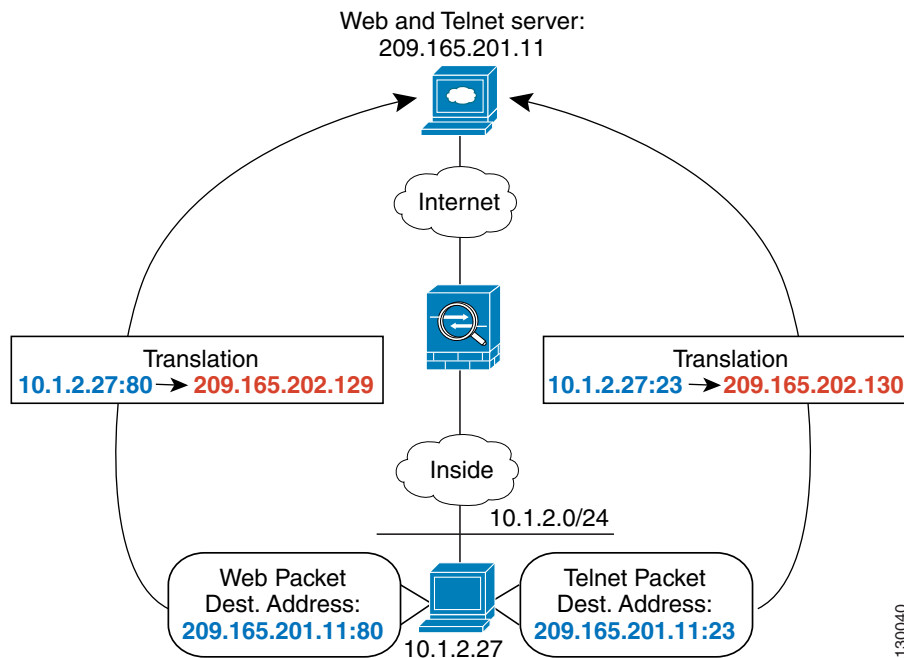 Web and Telnet server:
209.165.201.11
Internet
Translation
10.1.2.27:80 209.165.202.129
Translation
10.1.2.27:23 209.165.202.130
Inside
10.1.2.0/24
Web Packet
Dest. Address:
209.165.201.11:80
Telnet Packet
Dest. Address:
209.165.201.11:23
10.1.2.27
130040